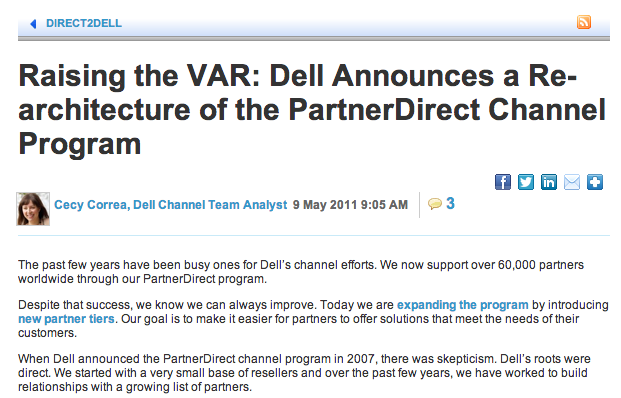 DIRECT2DELL
Raising the VAR: Dell Announces a Re-
architecture of the PartnerDirect Channel
Program
Cecy Correa, Dell Channel Team Analyst 9 May 2011 9:05 AM 3
The past few years have been busy ones for Dell's channel efforts. We now support over 60,000 partners
worldwide through our PartnerDirect program.
Despite that success, we know we can always improve. Today we are expanding the program by introducing
new partner tiers. Our goal is to make it easier for partners to offer solutions that meet the needs of their
customers.
When Dell announced the PartnerDirect channel program in 2007, there was skepticism. Dell's roots were
direct. We started with a very small base of resellers and over the past few years, we have worked to build
relationships with a growing list of partners.